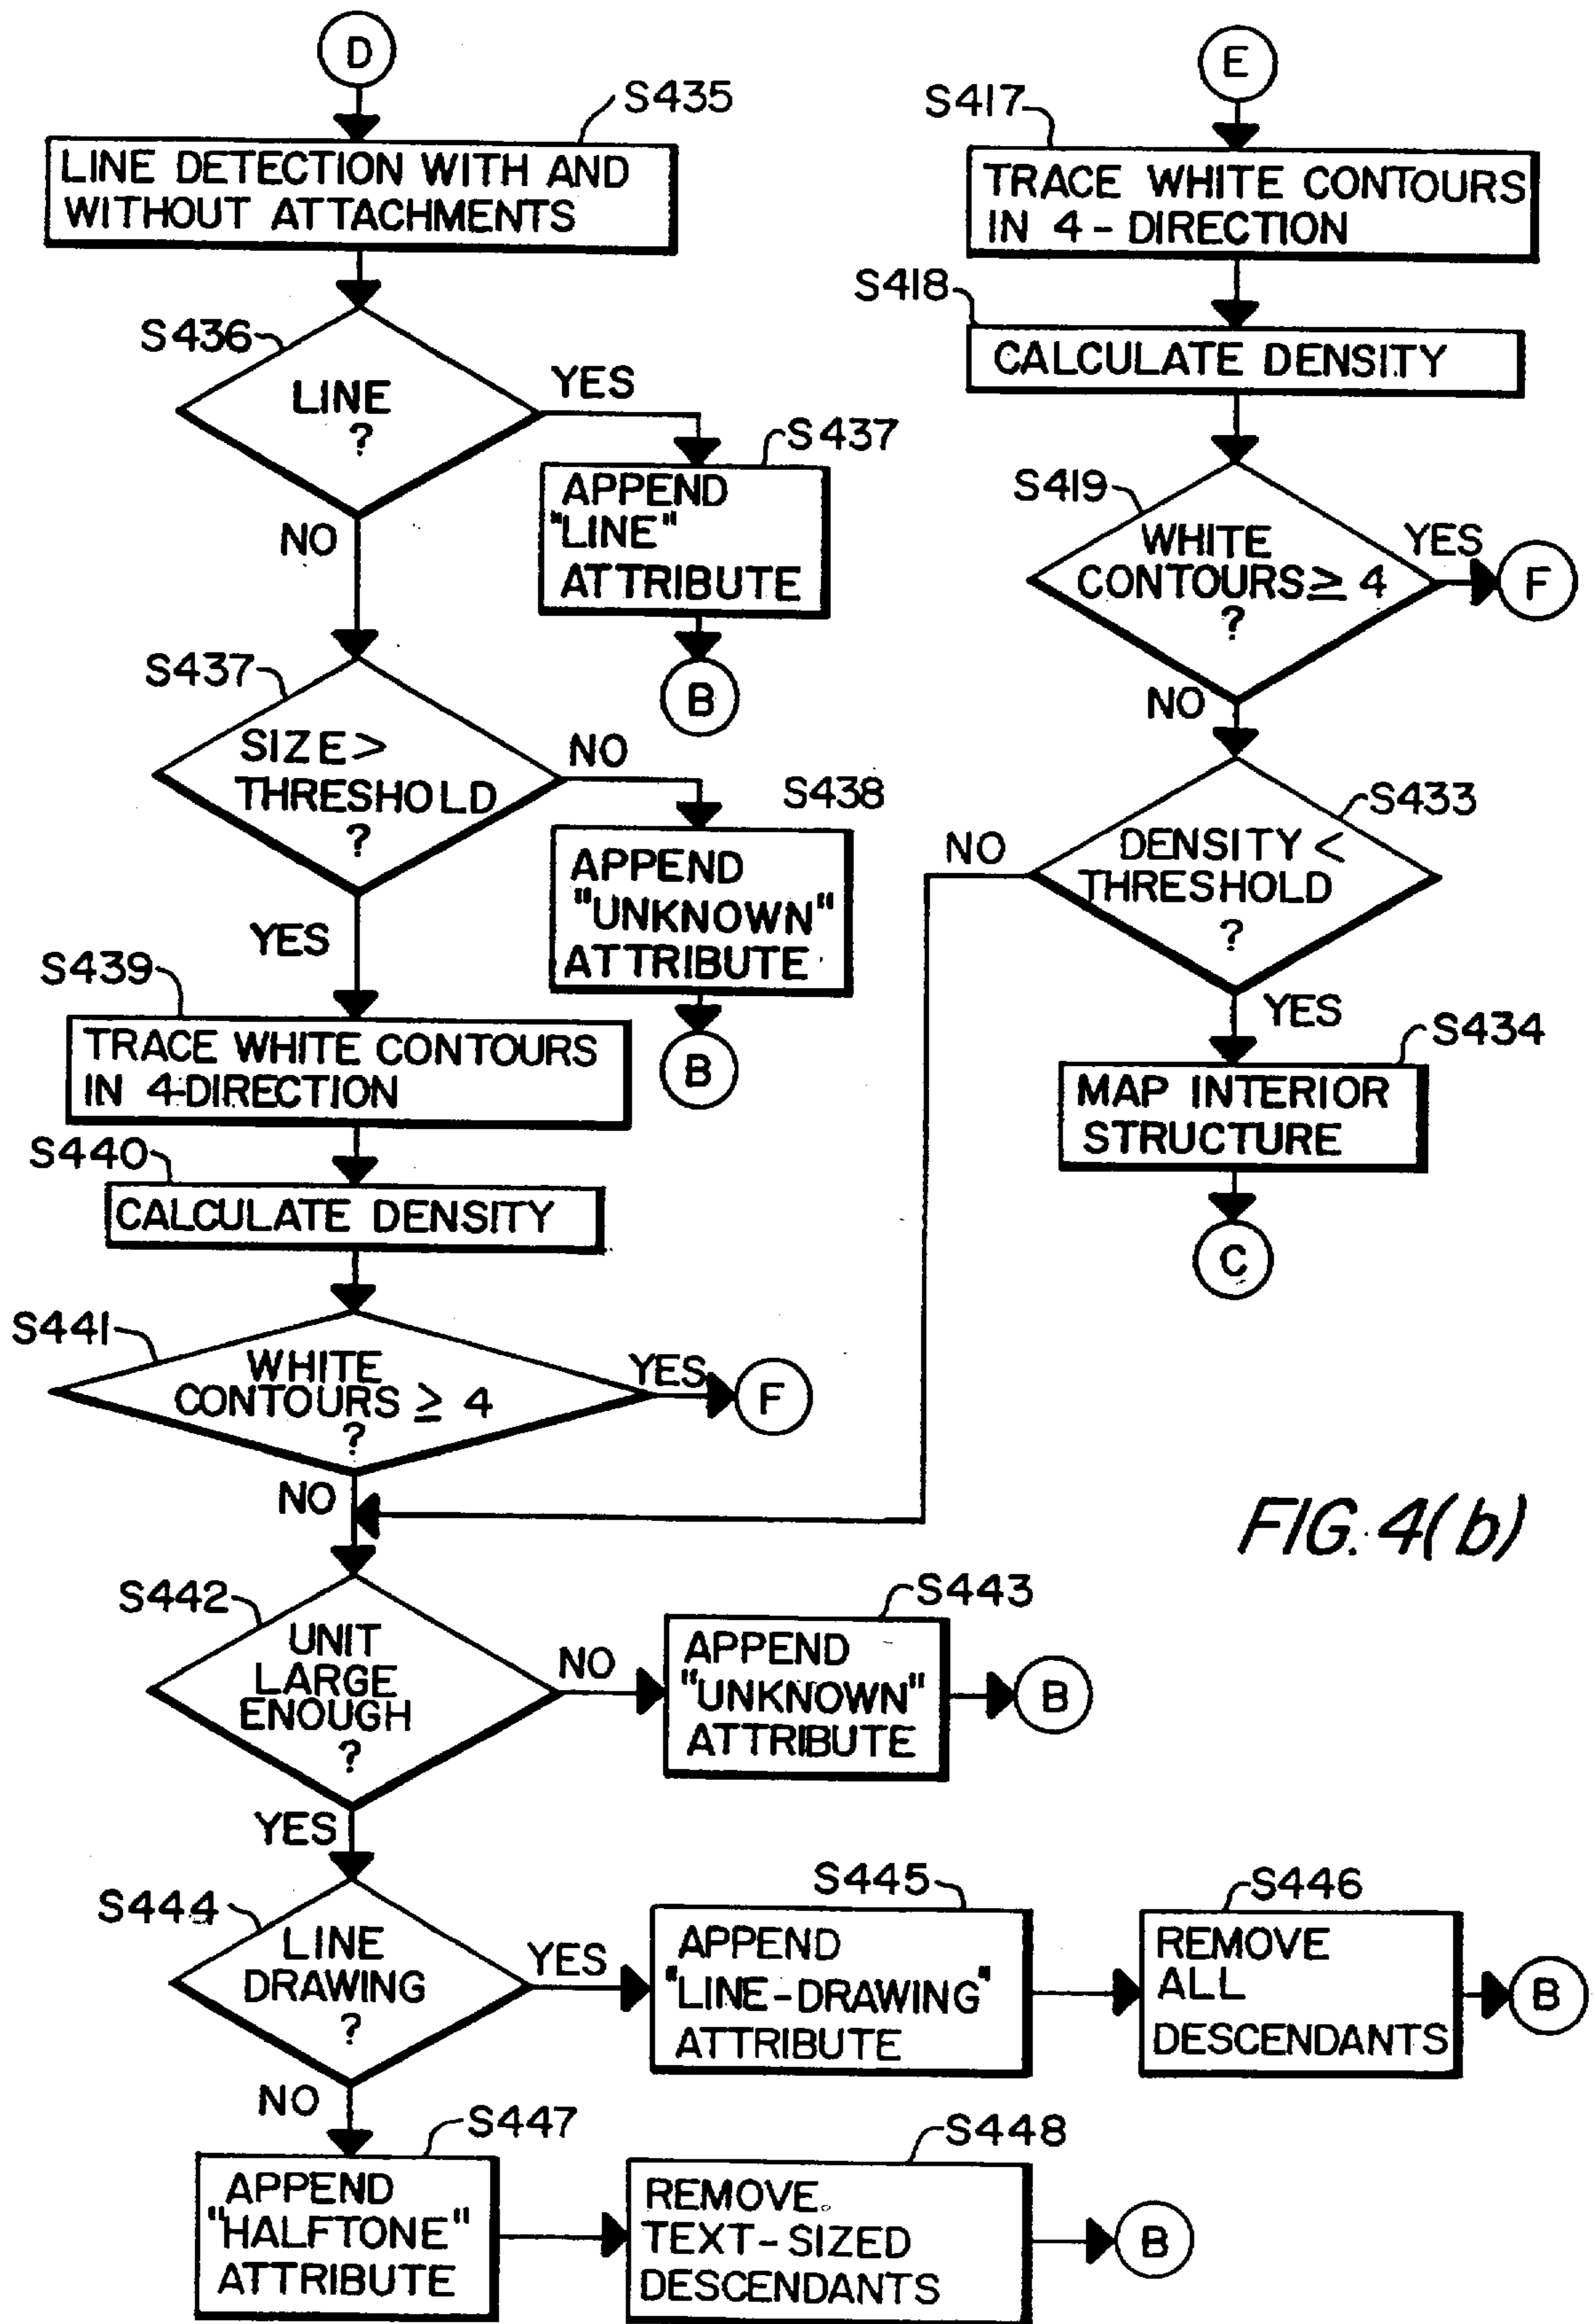 D
S435
LINE DETECTION WITH AND
WITHOUT ATTACHMENTS
S436
LINE
?
YES
NO
S437
APPEND
"LINE"
ATTRIBUTE
B
S437
SIZE >
THRESHOLD
?
NO
YES
S438
APPEND
"UNKNOWN"
ATTRIBUTE
B
S439
TRACE WHITE CONTOURS
IN 4-DIRECTION
S440
CALCULATE DENSITY
S441
WHITE
CONTOURS ≥ 4
?
YES
F
NO
S442
UNIT
LARGE
ENOUGH
?
NO
S443
APPEND
"UNKNOWN"
ATTRIBUTE
B
YES
S444
LINE
DRAWING
?
YES
S445
APPEND
"LINE-DRAWING"
ATTRIBUTE
S446
REMOVE
ALL
DESCENDANTS
B
NO
S447
APPEND
"HALFTONE"
ATTRIBUTE
S448
REMOVE
TEXT-SIZED
DESCENDANTS
B
E
S417
TRACE WHITE CONTOURS
IN 4-DIRECTION
S418
CALCULATE DENSITY
S419
WHITE
CONTOURS ≥ 4
?
YES
F
NO
S433
DENSITY <
THRESHOLD
?
NO
YES
S434
MAP INTERIOR
STRUCTURE
C
FIG. 4(b)